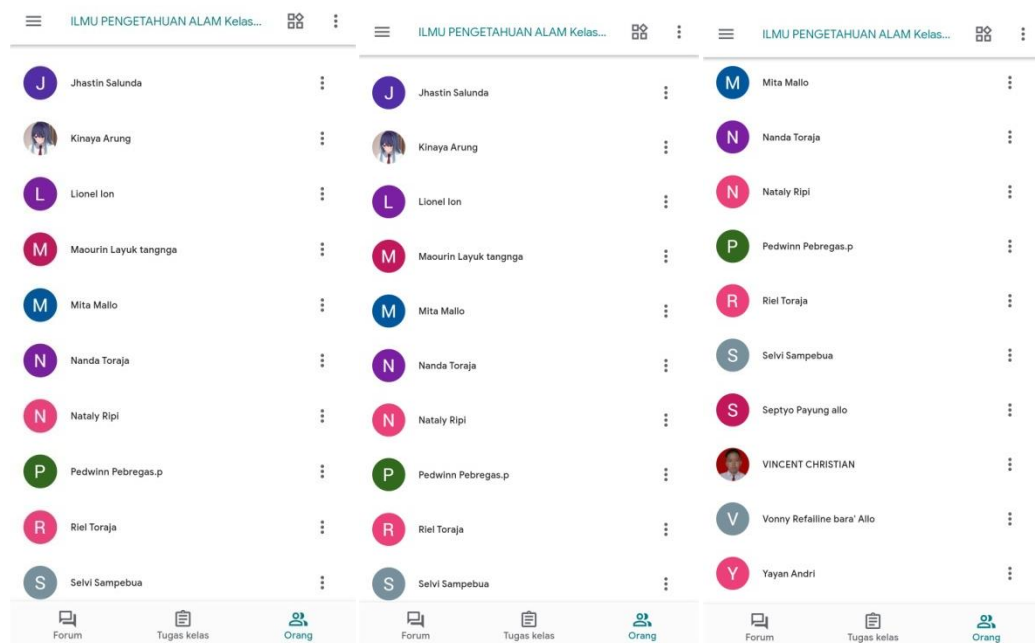 ILMU PENGETAHUAN ALAM Kelas...
J Jhastin Salunda
Kinaya Arung
L Lionel Ion
M Maourin Layuk tangnga
M Mita Mallo
N Nanda Toraja
N Nataly Ripi
P Pedwinn Pebregas.p
R Riel Toraja
S Selvi Sampebua
Forum Tugas kelas Orang
ILMU PENGETAHUAN ALAM Kelas...
J Jhastin Salunda
Kinaya Arung
L Lionel Ion
M Maourin Layuk tangnga
M Mita Mallo
N Nanda Toraja
N Nataly Ripi
P Pedwinn Pebregas.p
R Riel Toraja
S Selvi Sampebua
Forum Tugas kelas Orang
ILMU PENGETAHUAN ALAM Kelas...
M Mita Mallo
N Nanda Toraja
N Nataly Ripi
P Pedwinn Pebregas.p
R Riel Toraja
S Selvi Sampebua
S Septyo Payung allo
VINCENT CHRISTIAN
V Vonny Refailine bara' Allo
Y Yayan Andri
Forum Tugas kelas Orang